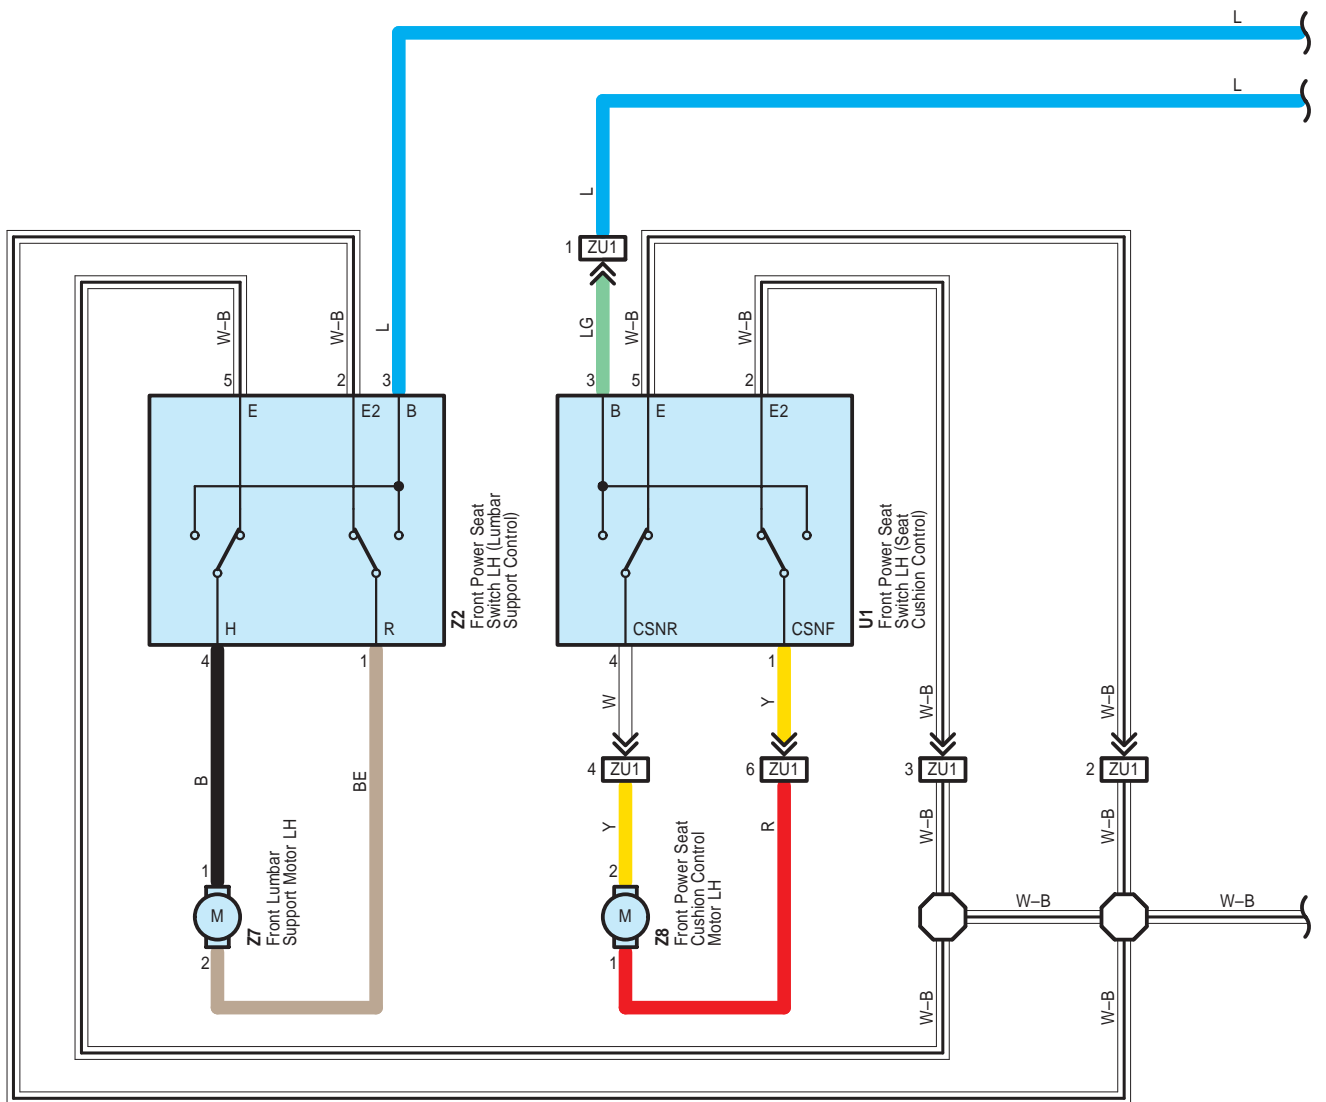 L
L
L
1 ZU1
W–B
W–B
L
LG
W–B
W–B
5
2
3
3
5
2
E
E2
B
B
E
E2
Z2
Front Power Seat
Switch LH (Lumbar
Support Control)
U1
Front Power Seat
Switch LH (Seat
Cushion Control)
H
R
CSNR
CSNF
4
1
4
1
W
Y
W–B
W–B
4 ZU1
6 ZU1
3 ZU1
2 ZU1
B
BE
Y
R
W–B
W–B
1
M
2
Z7
Front Lumbar
Support Motor LH
2
M
1
Z8
Front Power Seat
Cushion Control
Motor LH
W–B
W–B
W–B
W–B